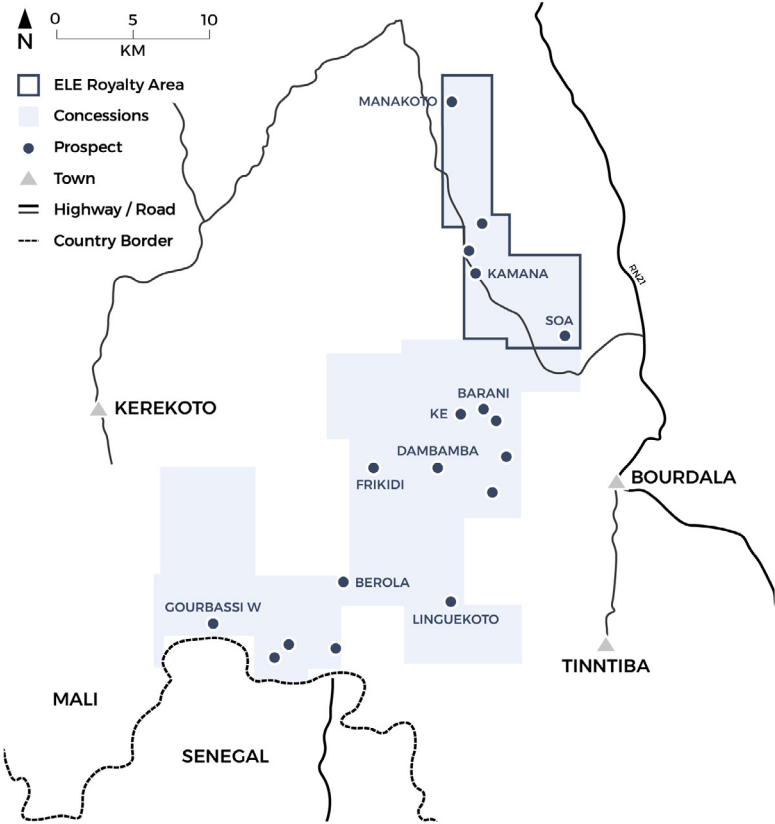 0 5 10
N
KM
ELE Royalty Area
Concessions
Prospect
Town
Highway / Road
Country Border
MANAKOTO
RN21
KAMANA
SOA
BARANI
KE
KEREKOTO
DAMBAMBA
FRIKIDI
BOURDALA
BEROLA
GOURBASSI W
LINGUEKOTO
TINNTIBA
MALI
SENEGAL